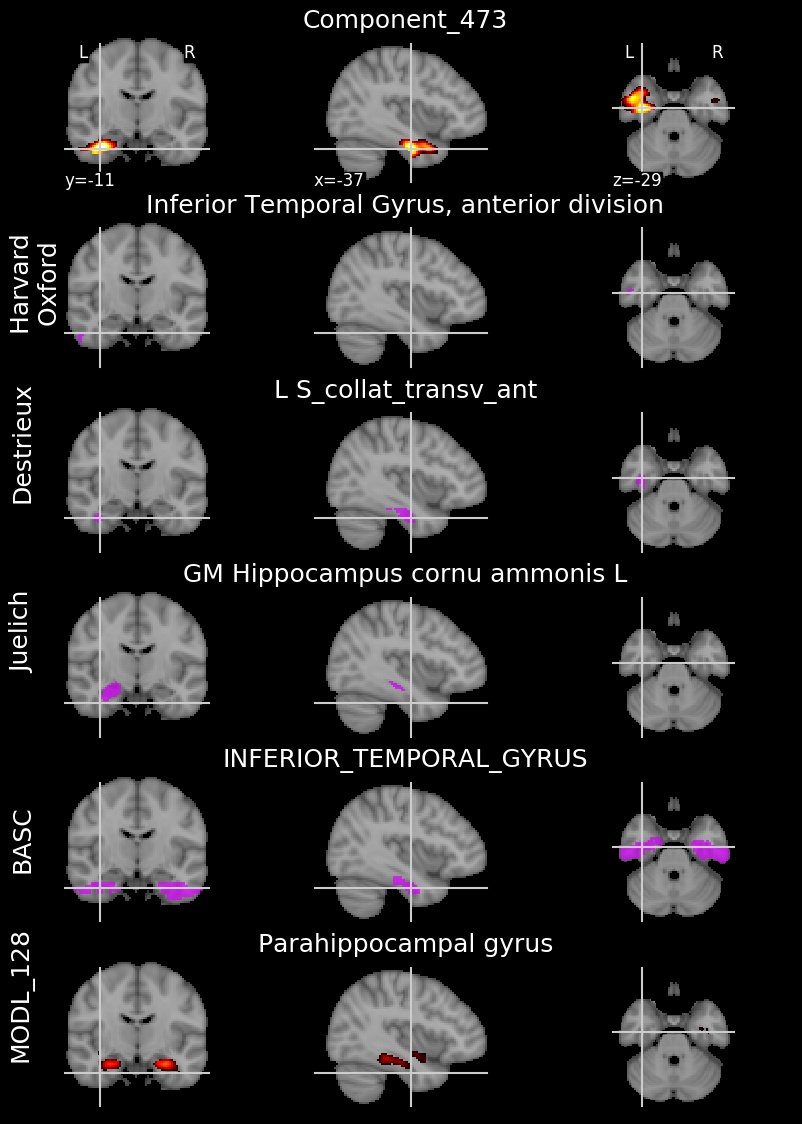 Component_473
L R
L R
y=-11
x=-37
z=-29
Inferior Temporal Gyrus, anterior division
Harvard
Oxford
L S_collat_transv_ant
Destrieux
GM Hippocampus cornu ammonis L
Juelich
INFERIOR_TEMPORAL_GYRUS
BASC
Parahippocampal gyrus
MODL_128